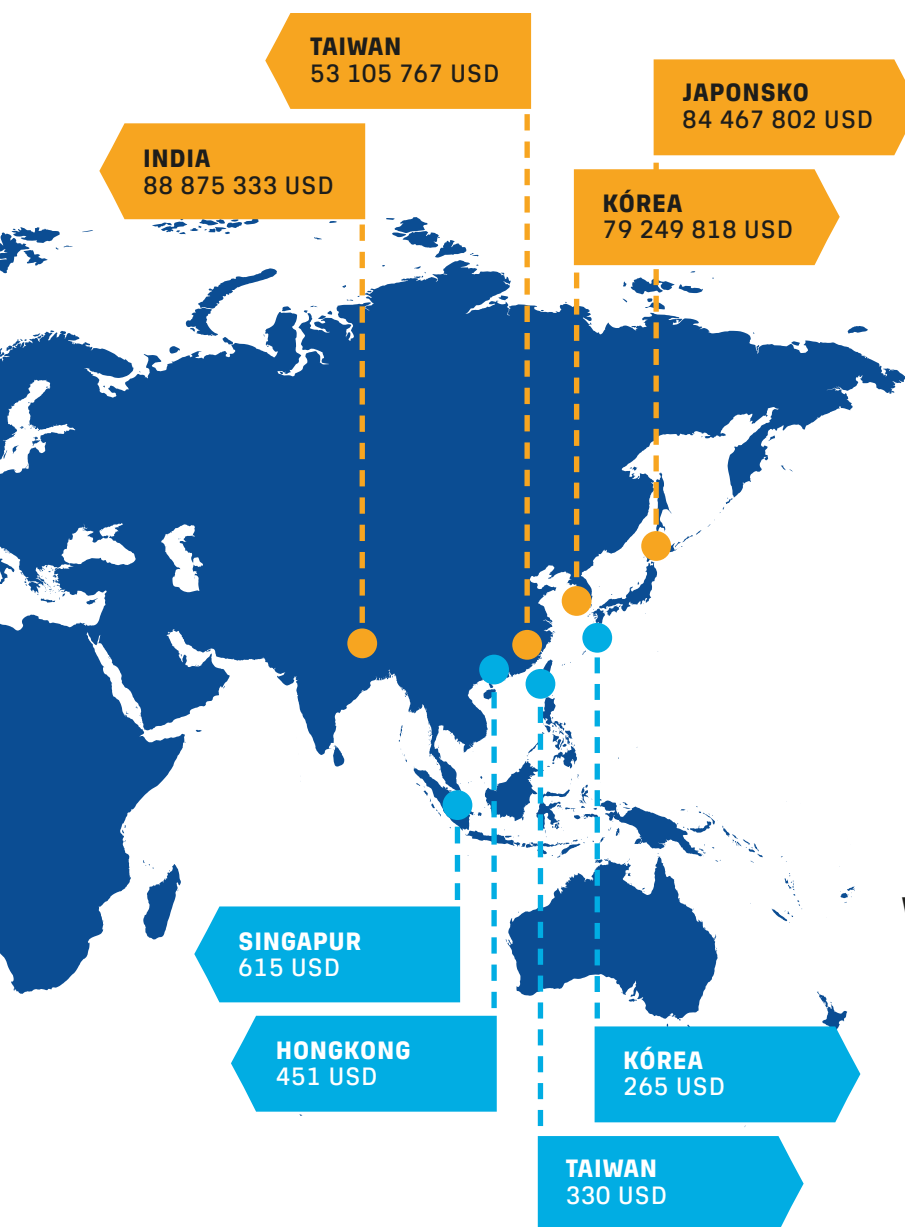 TAIWAN
53 105 767 USD
JAPONSKO
84 467 802 USD
INDIA
88 875 333 USD
KÓREA
79 249 818 USD
SINGAPUR
615 USD
HONGKONG
451 USD
KÓREA
265 USD
TAIWAN
330 USD